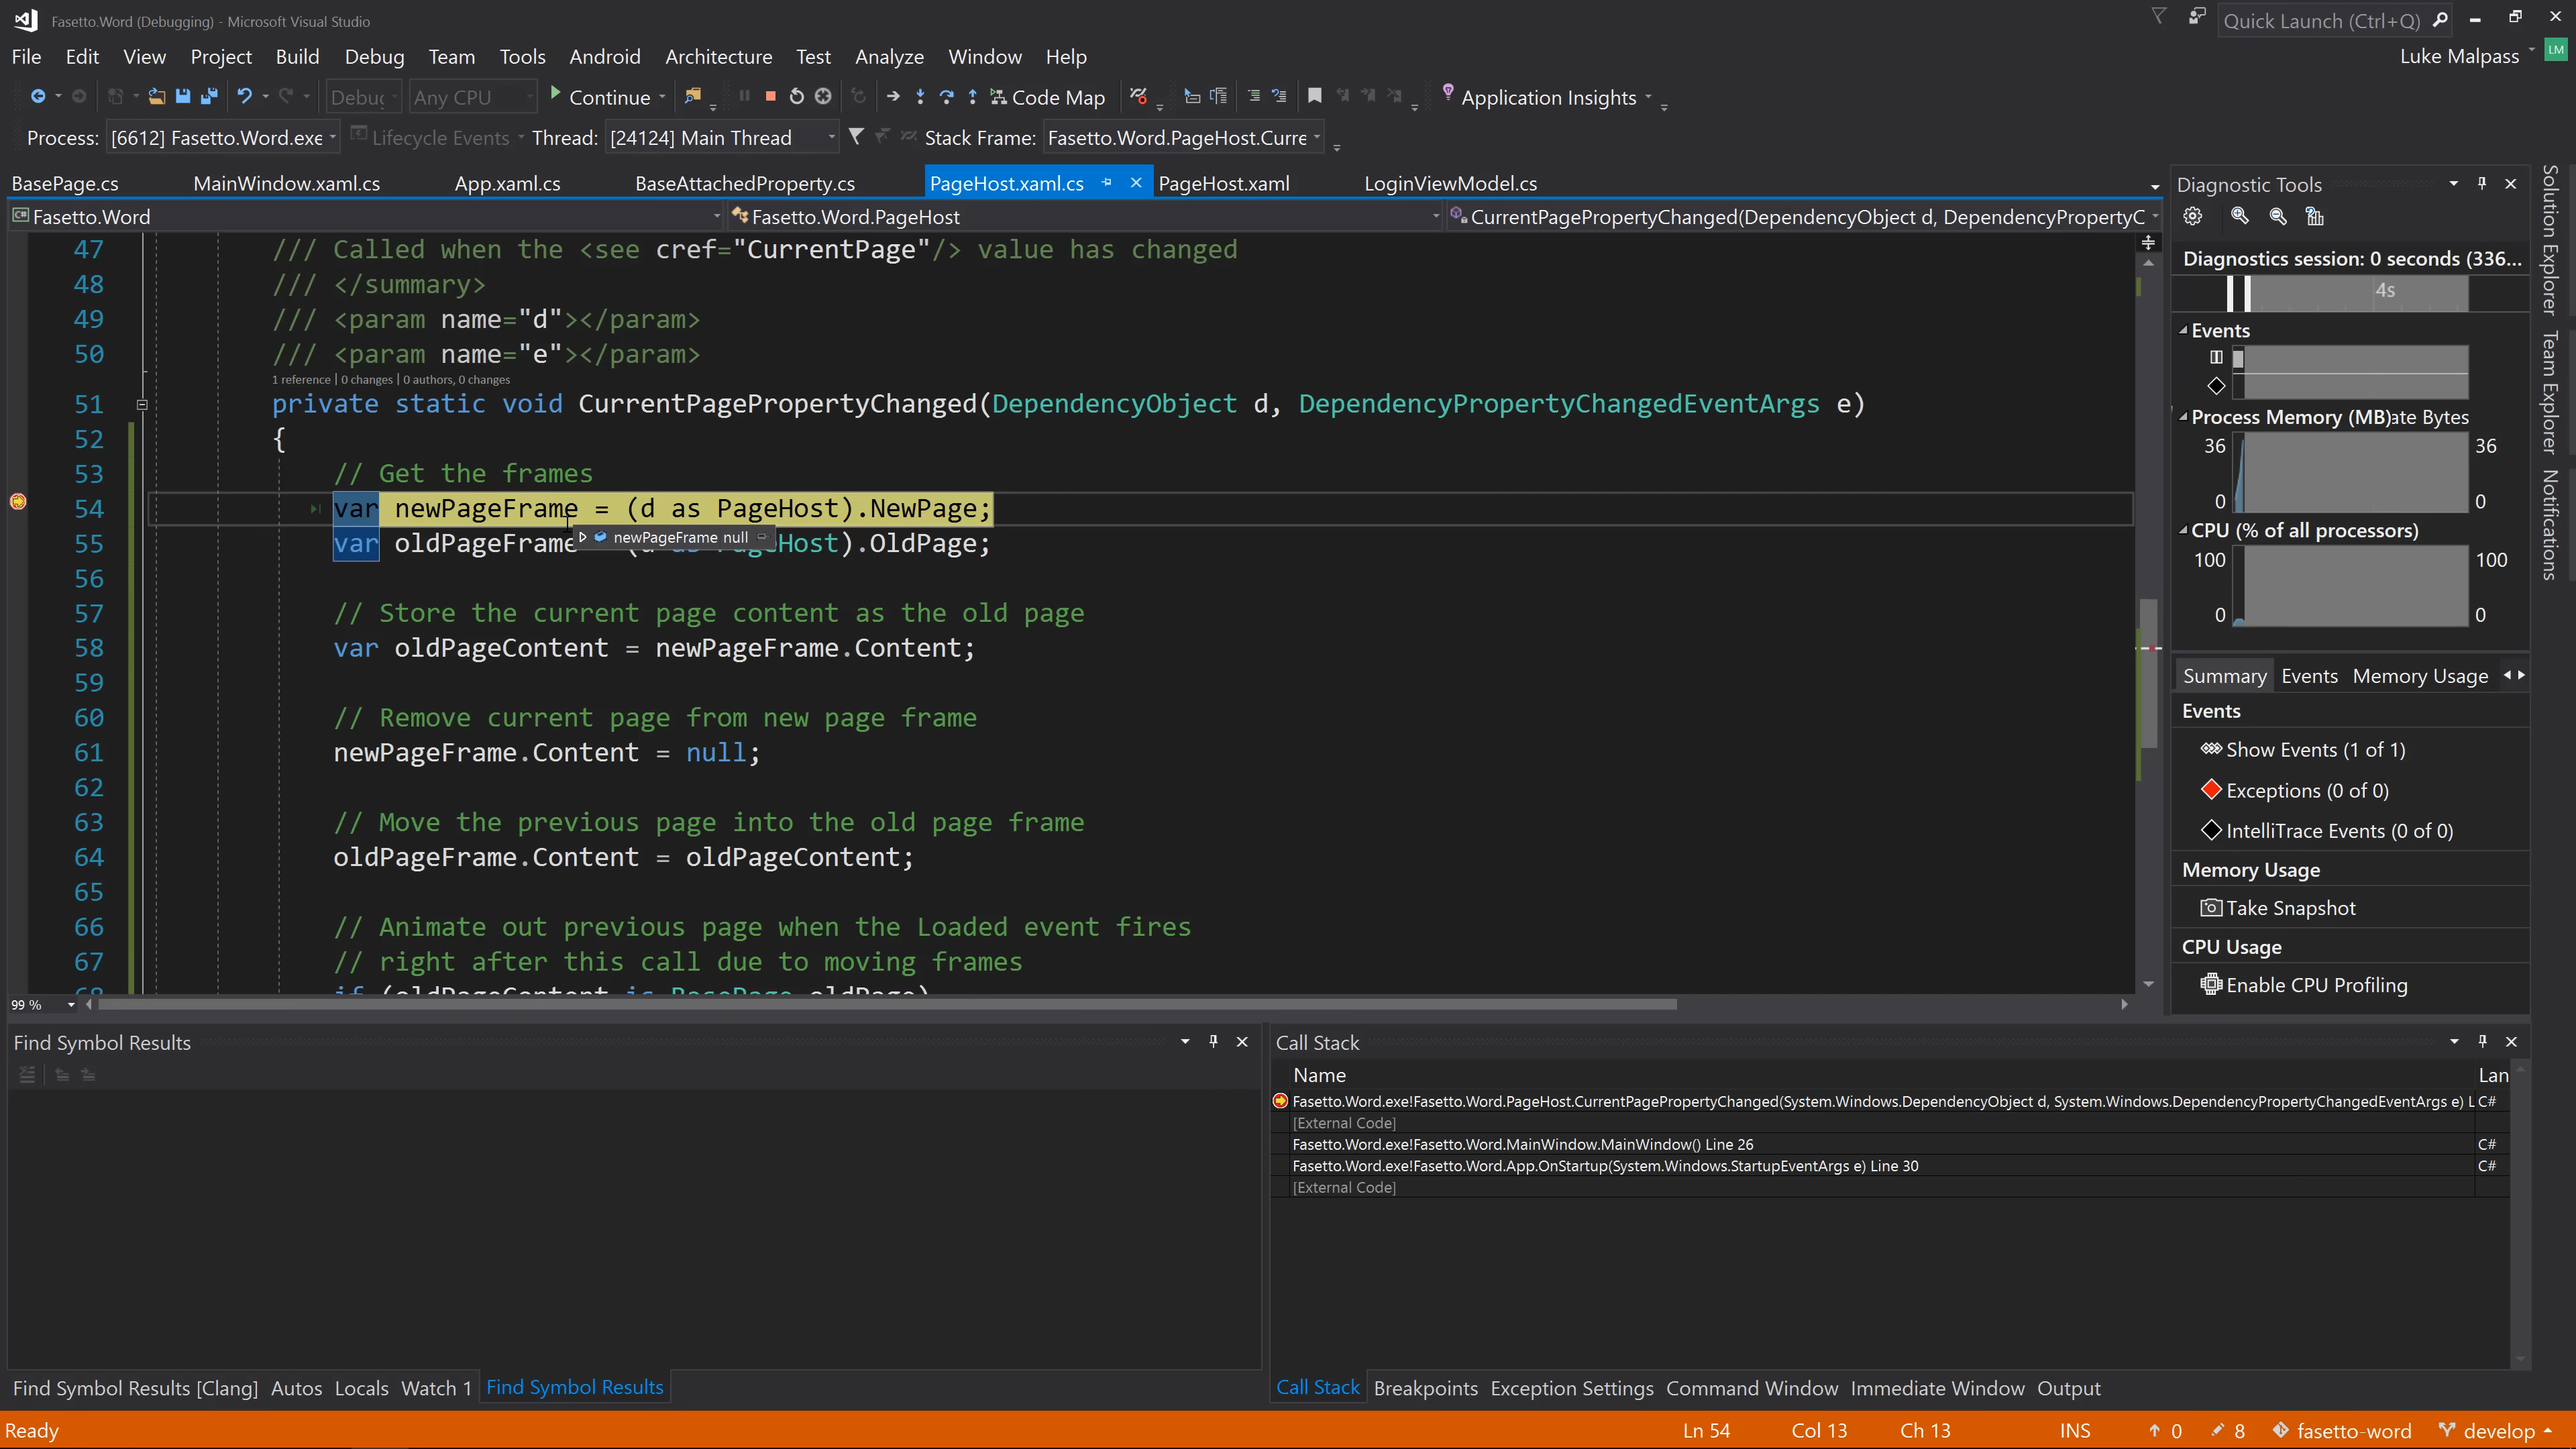 Fasetto.Word (Debugging) - Microsoft Visual Studio
Quick Launch (Ctrl+Q)
File Edit View Project Build Debug Team Tools Android Architecture Test Analyze Window Help
Luke Malpass LM
Debug Any CPU Continue Code Map Application Insights
Process: [6612] Fasetto.Word.exe Lifecycle Events Thread: [24124] Main Thread Stack Frame: Fasetto.Word.PageHost.Curre
BasePage.cs MainWindow.xaml.cs App.xaml.cs BaseAttachedProperty.cs PageHost.xaml.cs PageHost.xaml LoginViewModel.cs
Fasetto.Word Fasetto.Word.PageHost CurrentPagePropertyChanged(DependencyObject d, DependencyPropertyC
47 /// Called when the <see cref="CurrentPage"/> value has changed
48 /// </summary>
49 /// <param name="d"></param>
50 /// <param name="e"></param>
1 reference | 0 changes | 0 authors, 0 changes
51 private static void CurrentPagePropertyChanged(DependencyObject d, DependencyPropertyChangedEventArgs e)
52 {
53 // Get the frames
54 var newPageFrame = (d as PageHost).NewPage;
newPageFrame null
55 var oldPageFrame (d as PageHost).OldPage;
56
57 // Store the current page content as the old page
58 var oldPageContent = newPageFrame.Content;
59
60 // Remove current page from new page frame
61 newPageFrame.Content = null;
62
63 // Move the previous page into the old page frame
64 oldPageFrame.Content = oldPageContent;
65
66 // Animate out previous page when the Loaded event fires
67 // right after this call due to moving frames
68 if (oldPageContent is BasePage oldPage)
99 %
Diagnostic Tools
Diagnostics session: 0 seconds (336...
4s
Events
Process Memory (MB)ate Bytes
36 36
0 0
CPU (% of all processors)
100 100
0 0
Summary Events Memory Usage
Events
Show Events (1 of 1)
Exceptions (0 of 0)
IntelliTrace Events (0 of 0)
Memory Usage
Take Snapshot
CPU Usage
Enable CPU Profiling
Solution Explorer
Team Explorer
Notifications
Find Symbol Results
Call Stack
Name Lan
Fasetto.Word.exe!Fasetto.Word.PageHost.CurrentPagePropertyChanged(System.Windows.DependencyObject d, System.Windows.DependencyPropertyChangedEventArgs e) L C#
[External Code]
Fasetto.Word.exe!Fasetto.Word.MainWindow.MainWindow() Line 26 C#
Fasetto.Word.exe!Fasetto.Word.App.OnStartup(System.Windows.StartupEventArgs e) Line 30 C#
[External Code]
Find Symbol Results [Clang] Autos Locals Watch 1 Find Symbol Results
Call Stack Breakpoints Exception Settings Command Window Immediate Window Output
Ready Ln 54 Col 13 Ch 13 INS 0 8 fasetto-word develop